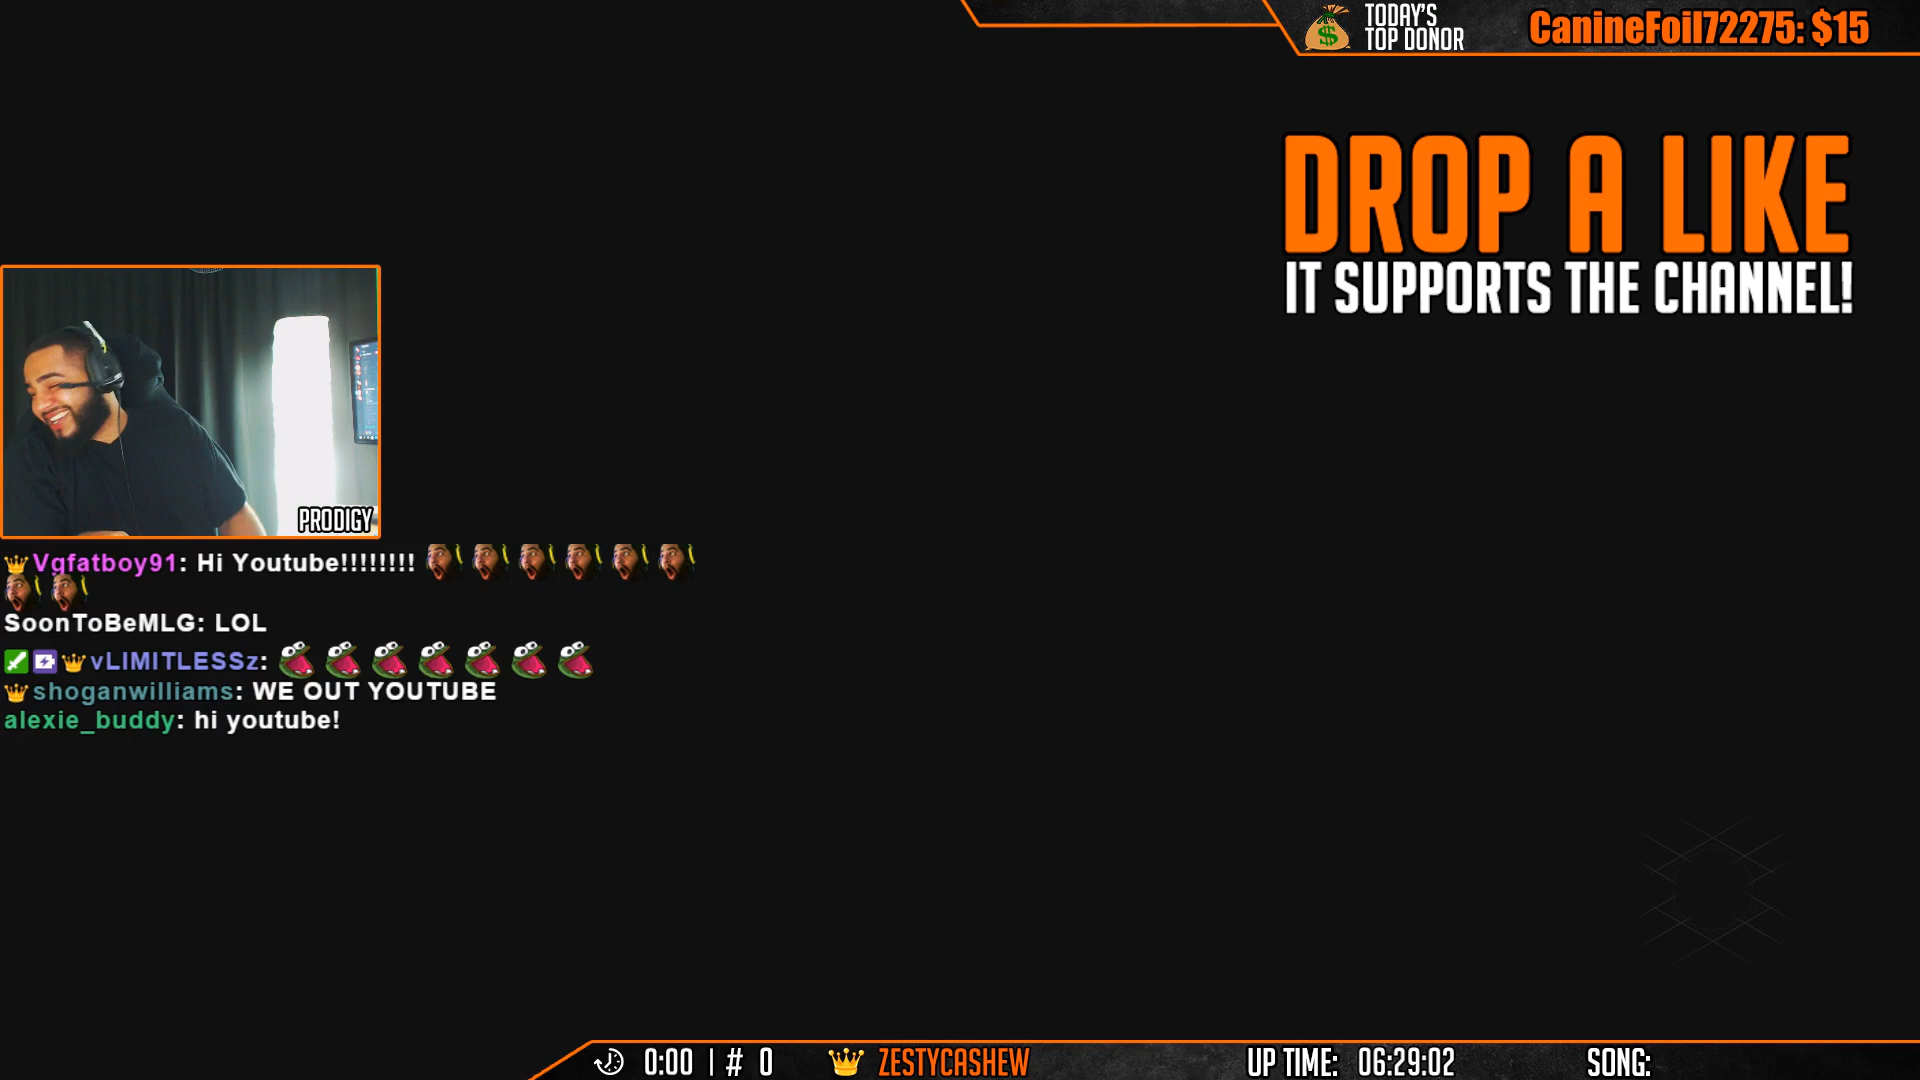 TODAY'S
TOP DONOR
CanineFoil72275: $15
DROP A LIKE
IT SUPPORTS THE CHANNEL!
PRODIGY
Vgfatboy91: Hi Youtube!!!!!!!!
SoonToBeMLG: LOL
vLIMITLESSz:
shoganwilliams: WE OUT YOUTUBE
alexie_buddy: hi youtube!
0:00 | # 0
ZESTYCASHEW
UP TIME: 06:29:02
SONG: